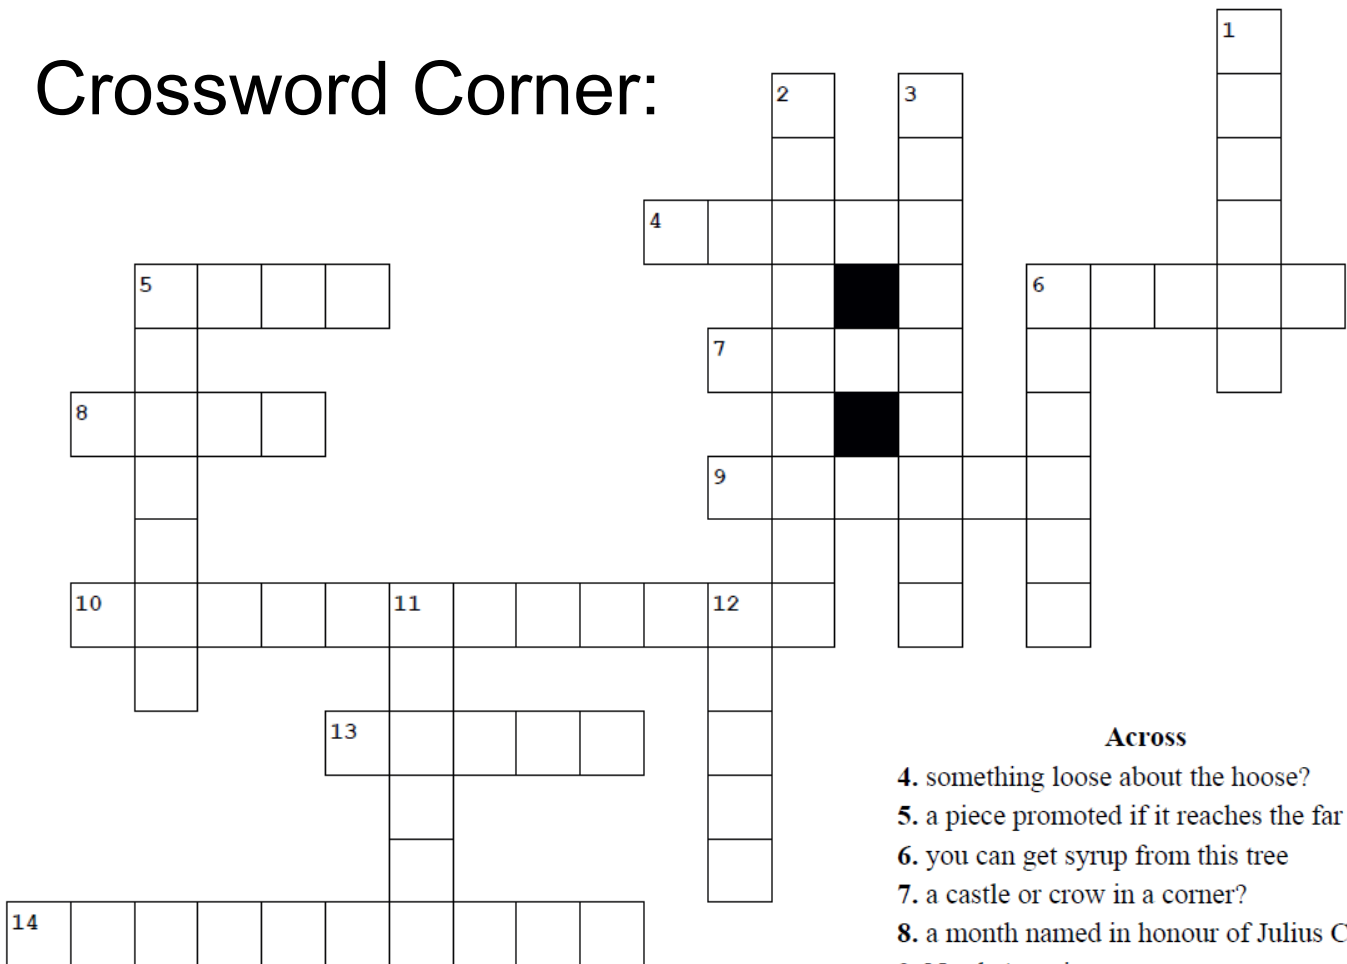 Crossword Corner:
1
2 3
4
5 6
7
8
9
10 11 12
13
14
Across
4. something loose about the hoose?
5. a piece promoted if it reaches the far
6. you can get syrup from this tree
7. a castle or crow in a corner?
8. a month named in honour of Julius C